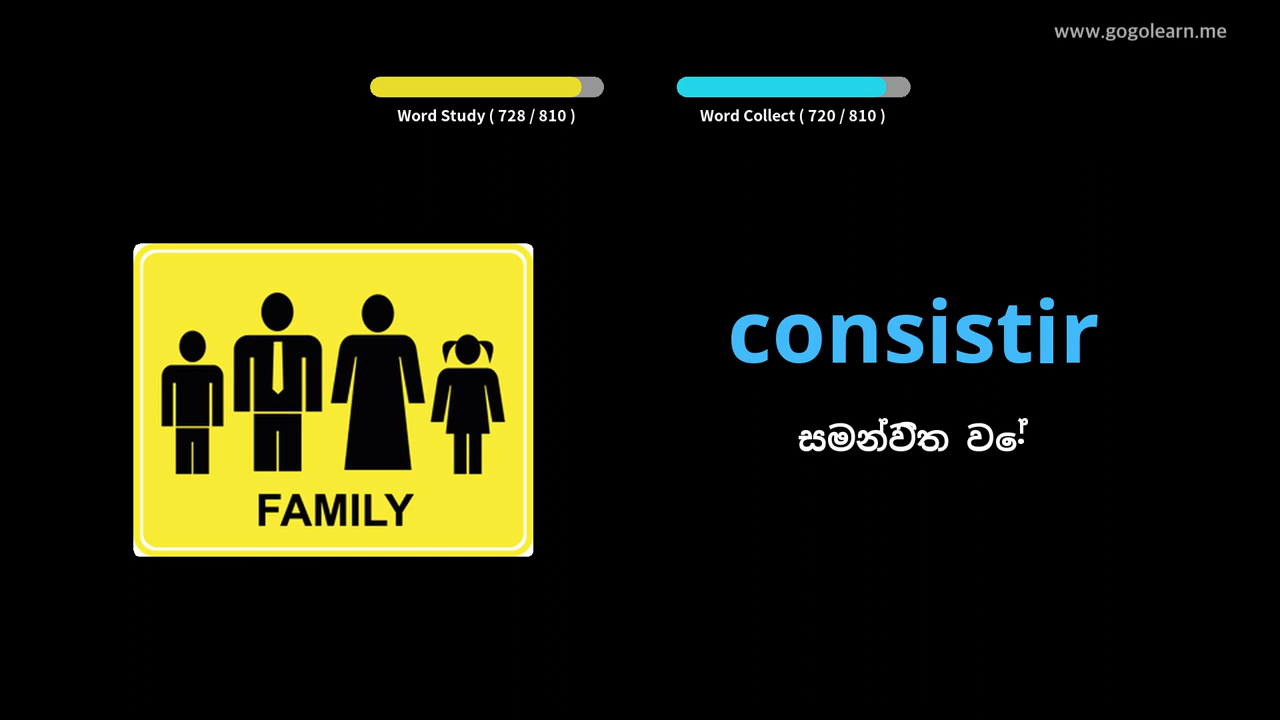 www.gogolearn.me
Word Study ( 728 / 810 )
Word Collect ( 720 / 810 )
consistir
සමන්විත වේ.
FAMILY